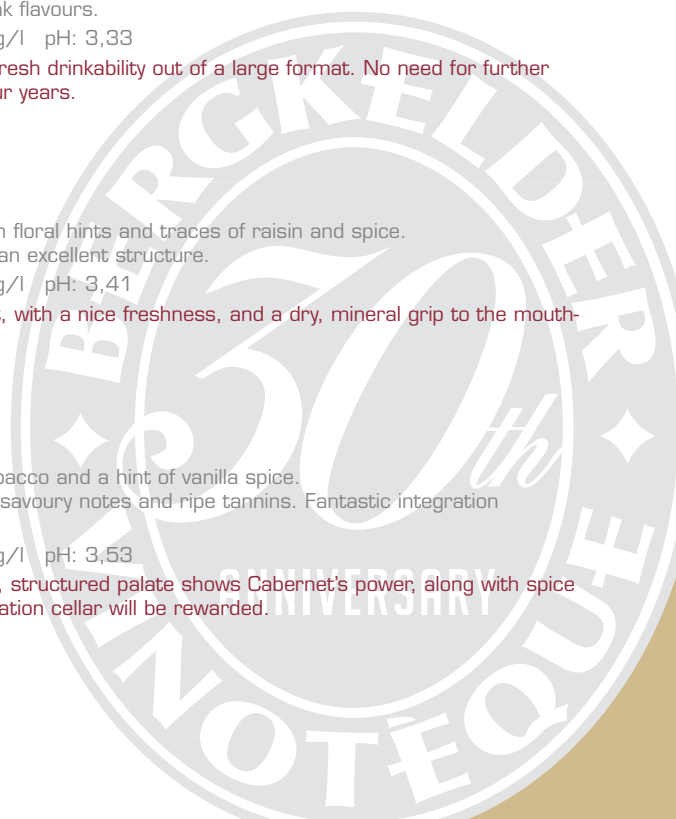 flavours.
g/l pH: 3,33
resh drinkability out of a large format. No need for further
ur years.
floral hints and traces of raisin and spice.
an excellent structure.
g/l pH: 3,41
with a nice freshness, and a dry, mineral grip to the mouth-
bacco and a hint of vanilla spice.
savoury notes and ripe tannins. Fantastic integration
g/l pH: 3,53
, structured palate shows Cabernet's power, along with spice
ation cellar will be rewarded.
BERGKELDER
30th
ANNIVERSARY
VINOTÈQUE